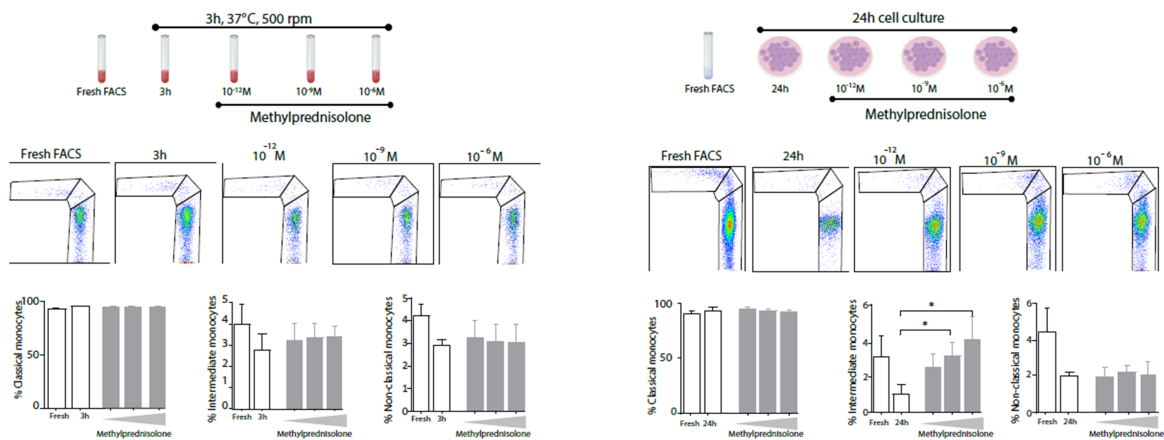 3h, 37°C, 500 rpm
Fresh FACS 3h 10⁻¹²M 10⁻⁹M 10⁻⁶M
Methylprednisolone
Fresh FACS 3h 10⁻¹²M 10⁻⁹M 10⁻⁶M
% Classical monocytes
100
50
0
Fresh 3h
Methylprednisolone
% Intermediate monocytes
5
4
3
2
1
0
Fresh 3h
Methylprednisolone
% Non-classical monocytes
5
4
3
2
1
0
Fresh 3h
Methylprednisolone
24h cell culture
Fresh FACS 24h 10⁻¹²M 10⁻⁹M 10⁻⁶M
Methylprednisolone
Fresh FACS 24h 10⁻¹²M 10⁻⁹M 10⁻⁶M
% Classical monocytes
100
50
0
Fresh 24h
Methylprednisolone
% Intermediate monocytes
6
4
2
0
* 
*
Fresh 24h
Methylprednisolone
% Non-classical monocytes
6
4
2
0
Fresh 24h
Methylprednisolone